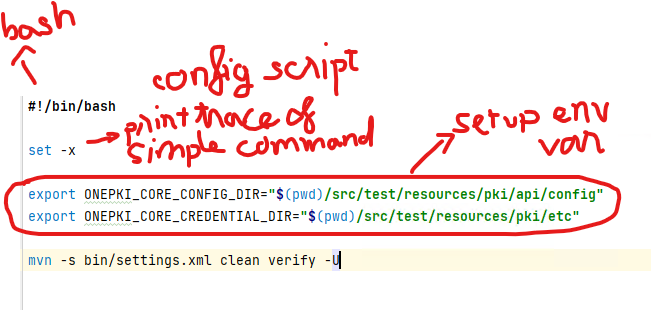 bash
config script
#!/bin/bash
print trace of
simple command
set -x
setup env
var
export ONEPKI_CORE_CONFIG_DIR="$(pwd)/src/test/resources/pki/api/config"
export ONEPKI_CORE_CREDENTIAL_DIR="$(pwd)/src/test/resources/pki/etc"
mvn -s bin/settings.xml clean verify -U